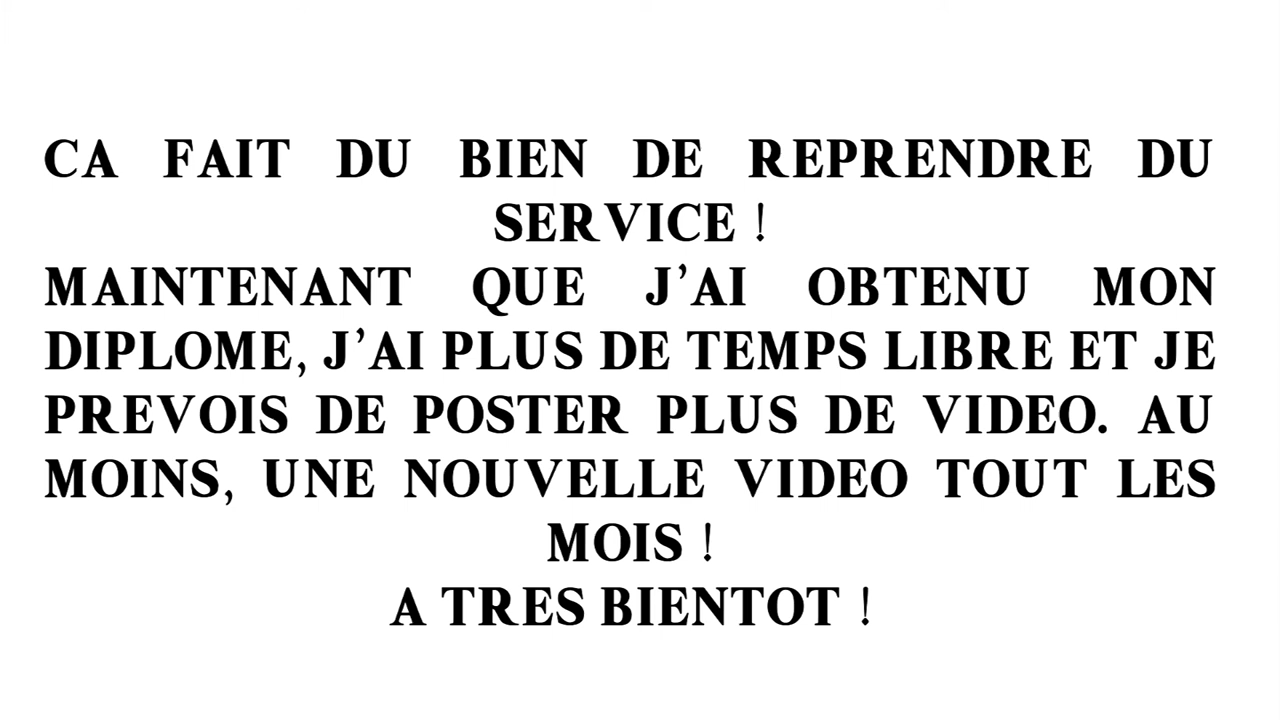 CA FAIT DU BIEN DE REPRENDRE DU
SERVICE !
MAINTENANT QUE J'AI OBTENU MON
DIPLOME, J'AI PLUS DE TEMPS LIBRE ET JE
PREVOIS DE POSTER PLUS DE VIDEO. AU
MOINS, UNE NOUVELLE VIDEO TOUT LES
MOIS !
A TRES BIENTOT !